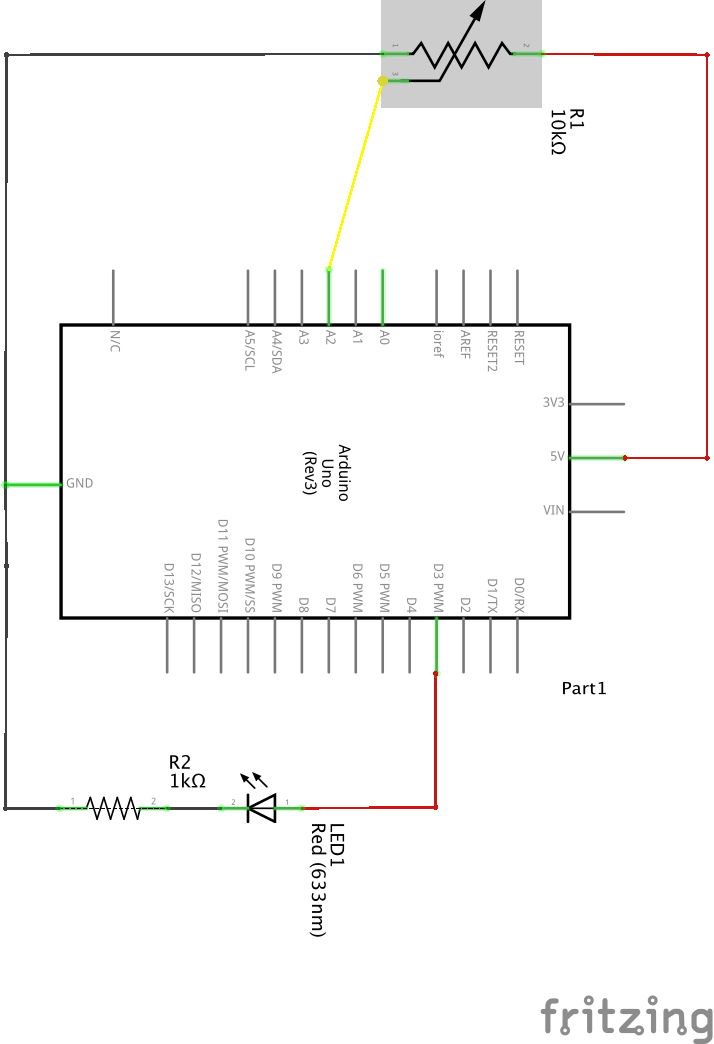 1
2
3
R1
10kΩ
N/C
A5/SCL
A4/SDA
A3
A2
A1
A0
ioref
AREF
RESET2
RESET
3V3
5V
VIN
GND
Arduino
Uno
(Rev3)
D13/SCK
D12/MISO
D11 PWM/MOSI
D10 PWM/SS
D9 PWM
D8
D7
D6 PWM
D5 PWM
D4
D3 PWM
D2
D1/TX
D0/RX
Part1
R2
1kΩ
1
2
2
1
LED1
Red (633nm)
fritzing